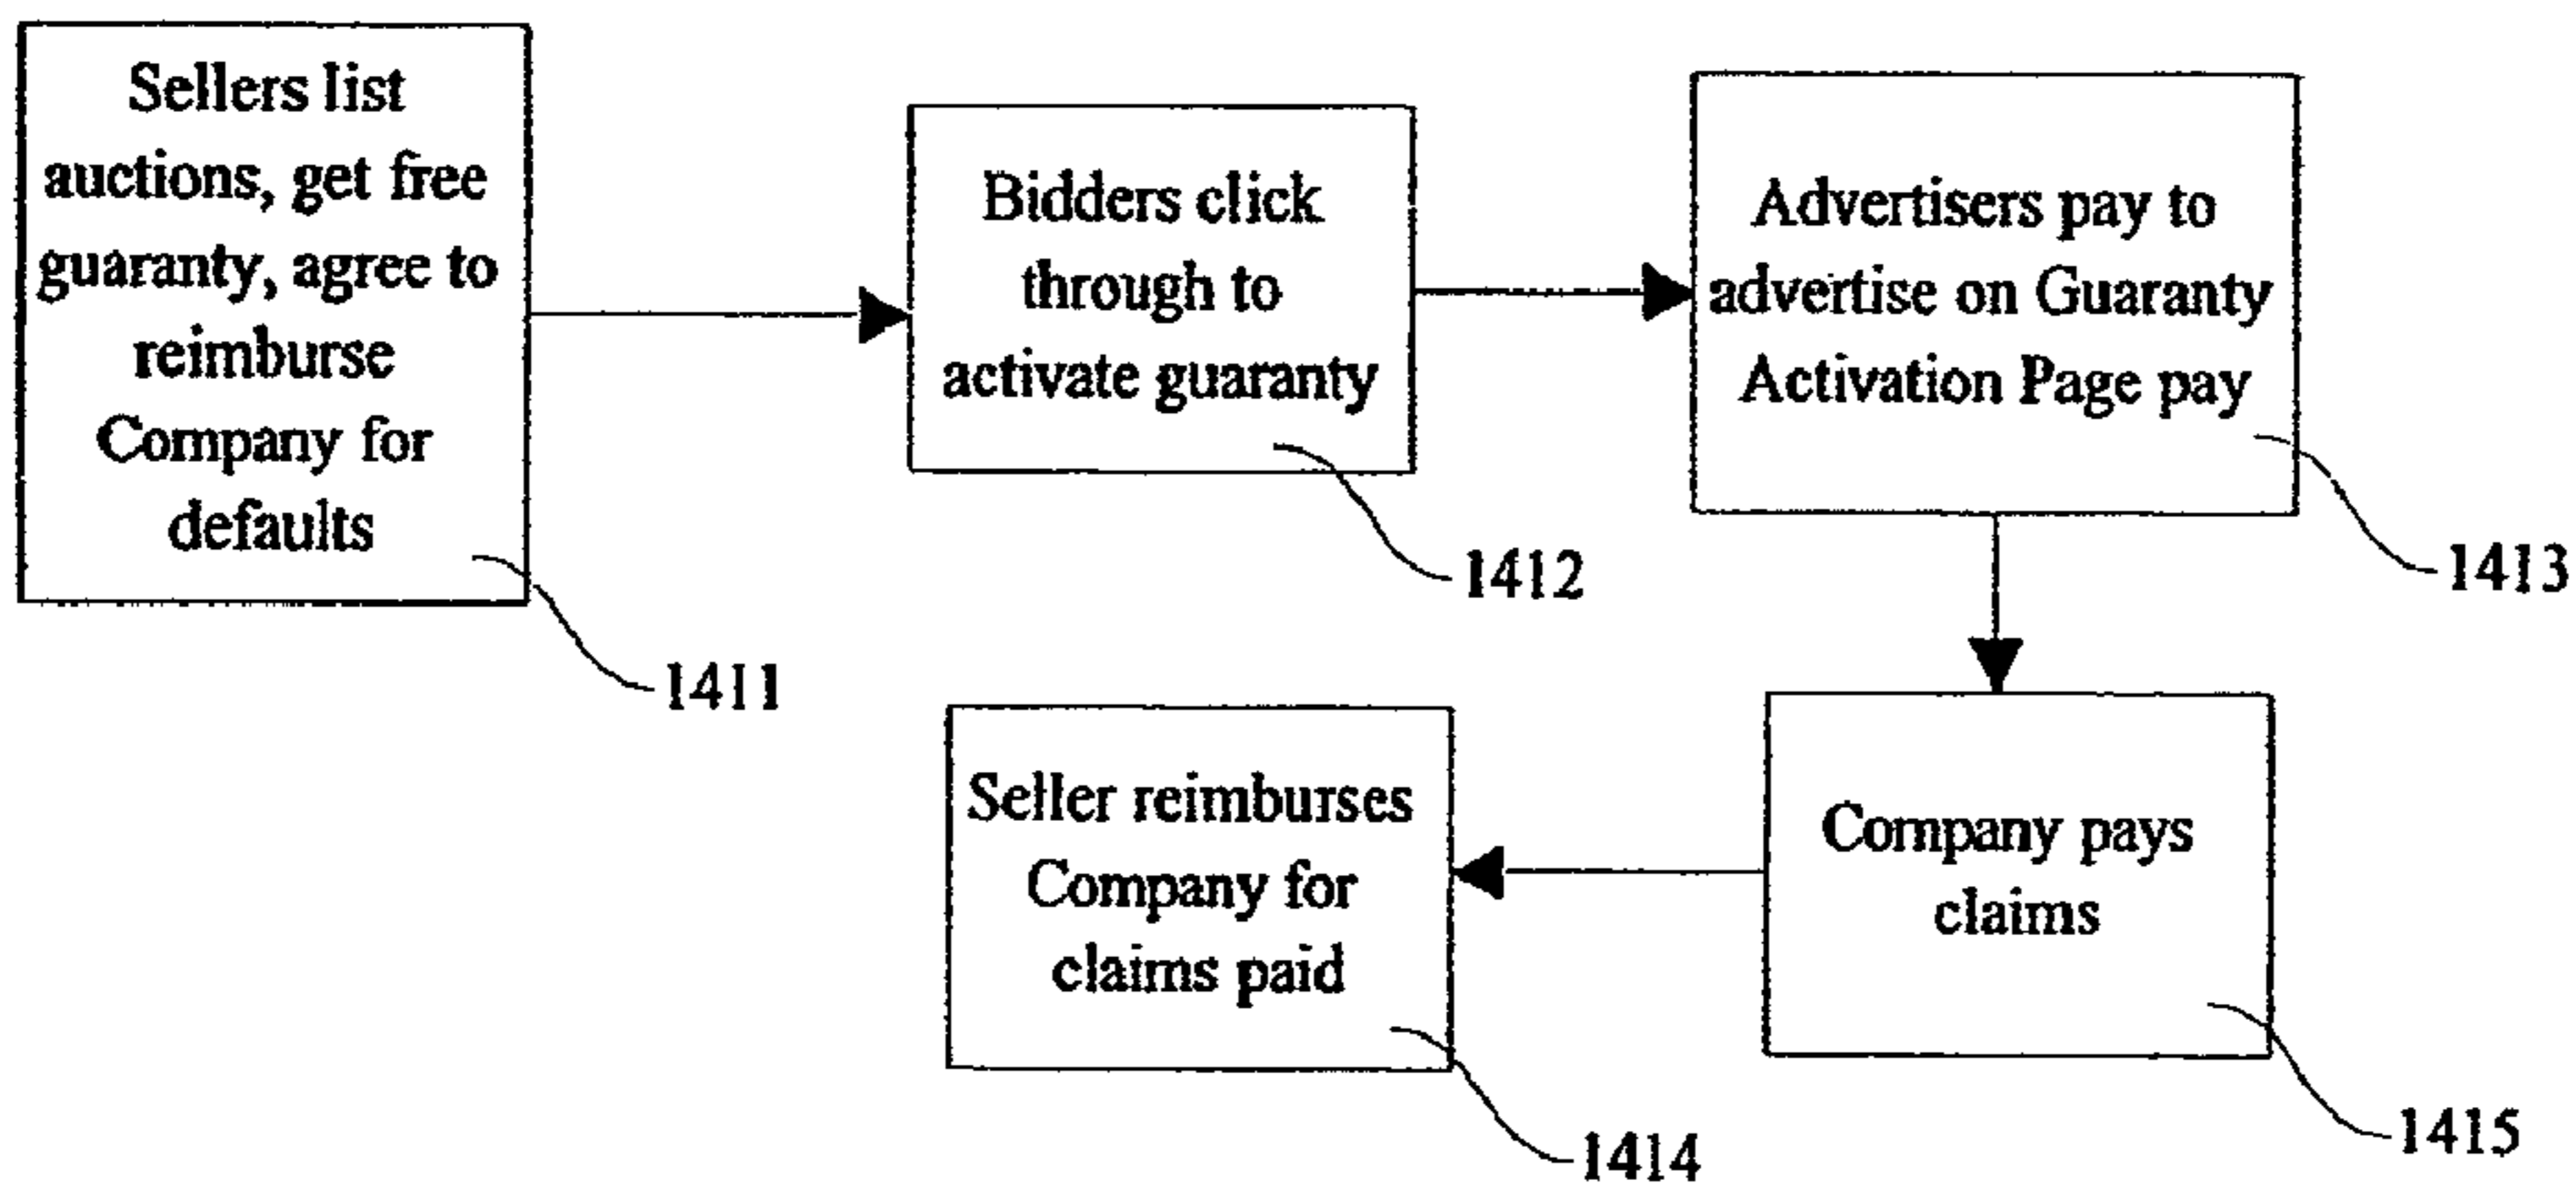 Sellers list
auctions, get free
guaranty, agree to
reimburse
Company for
defaults
1411
Bidders click
through to
activate guaranty
1412
Advertisers pay to
advertise on Guaranty
Activation Page pay
1413
Company pays
claims
1415
Seller reimburses
Company for
claims paid
1414